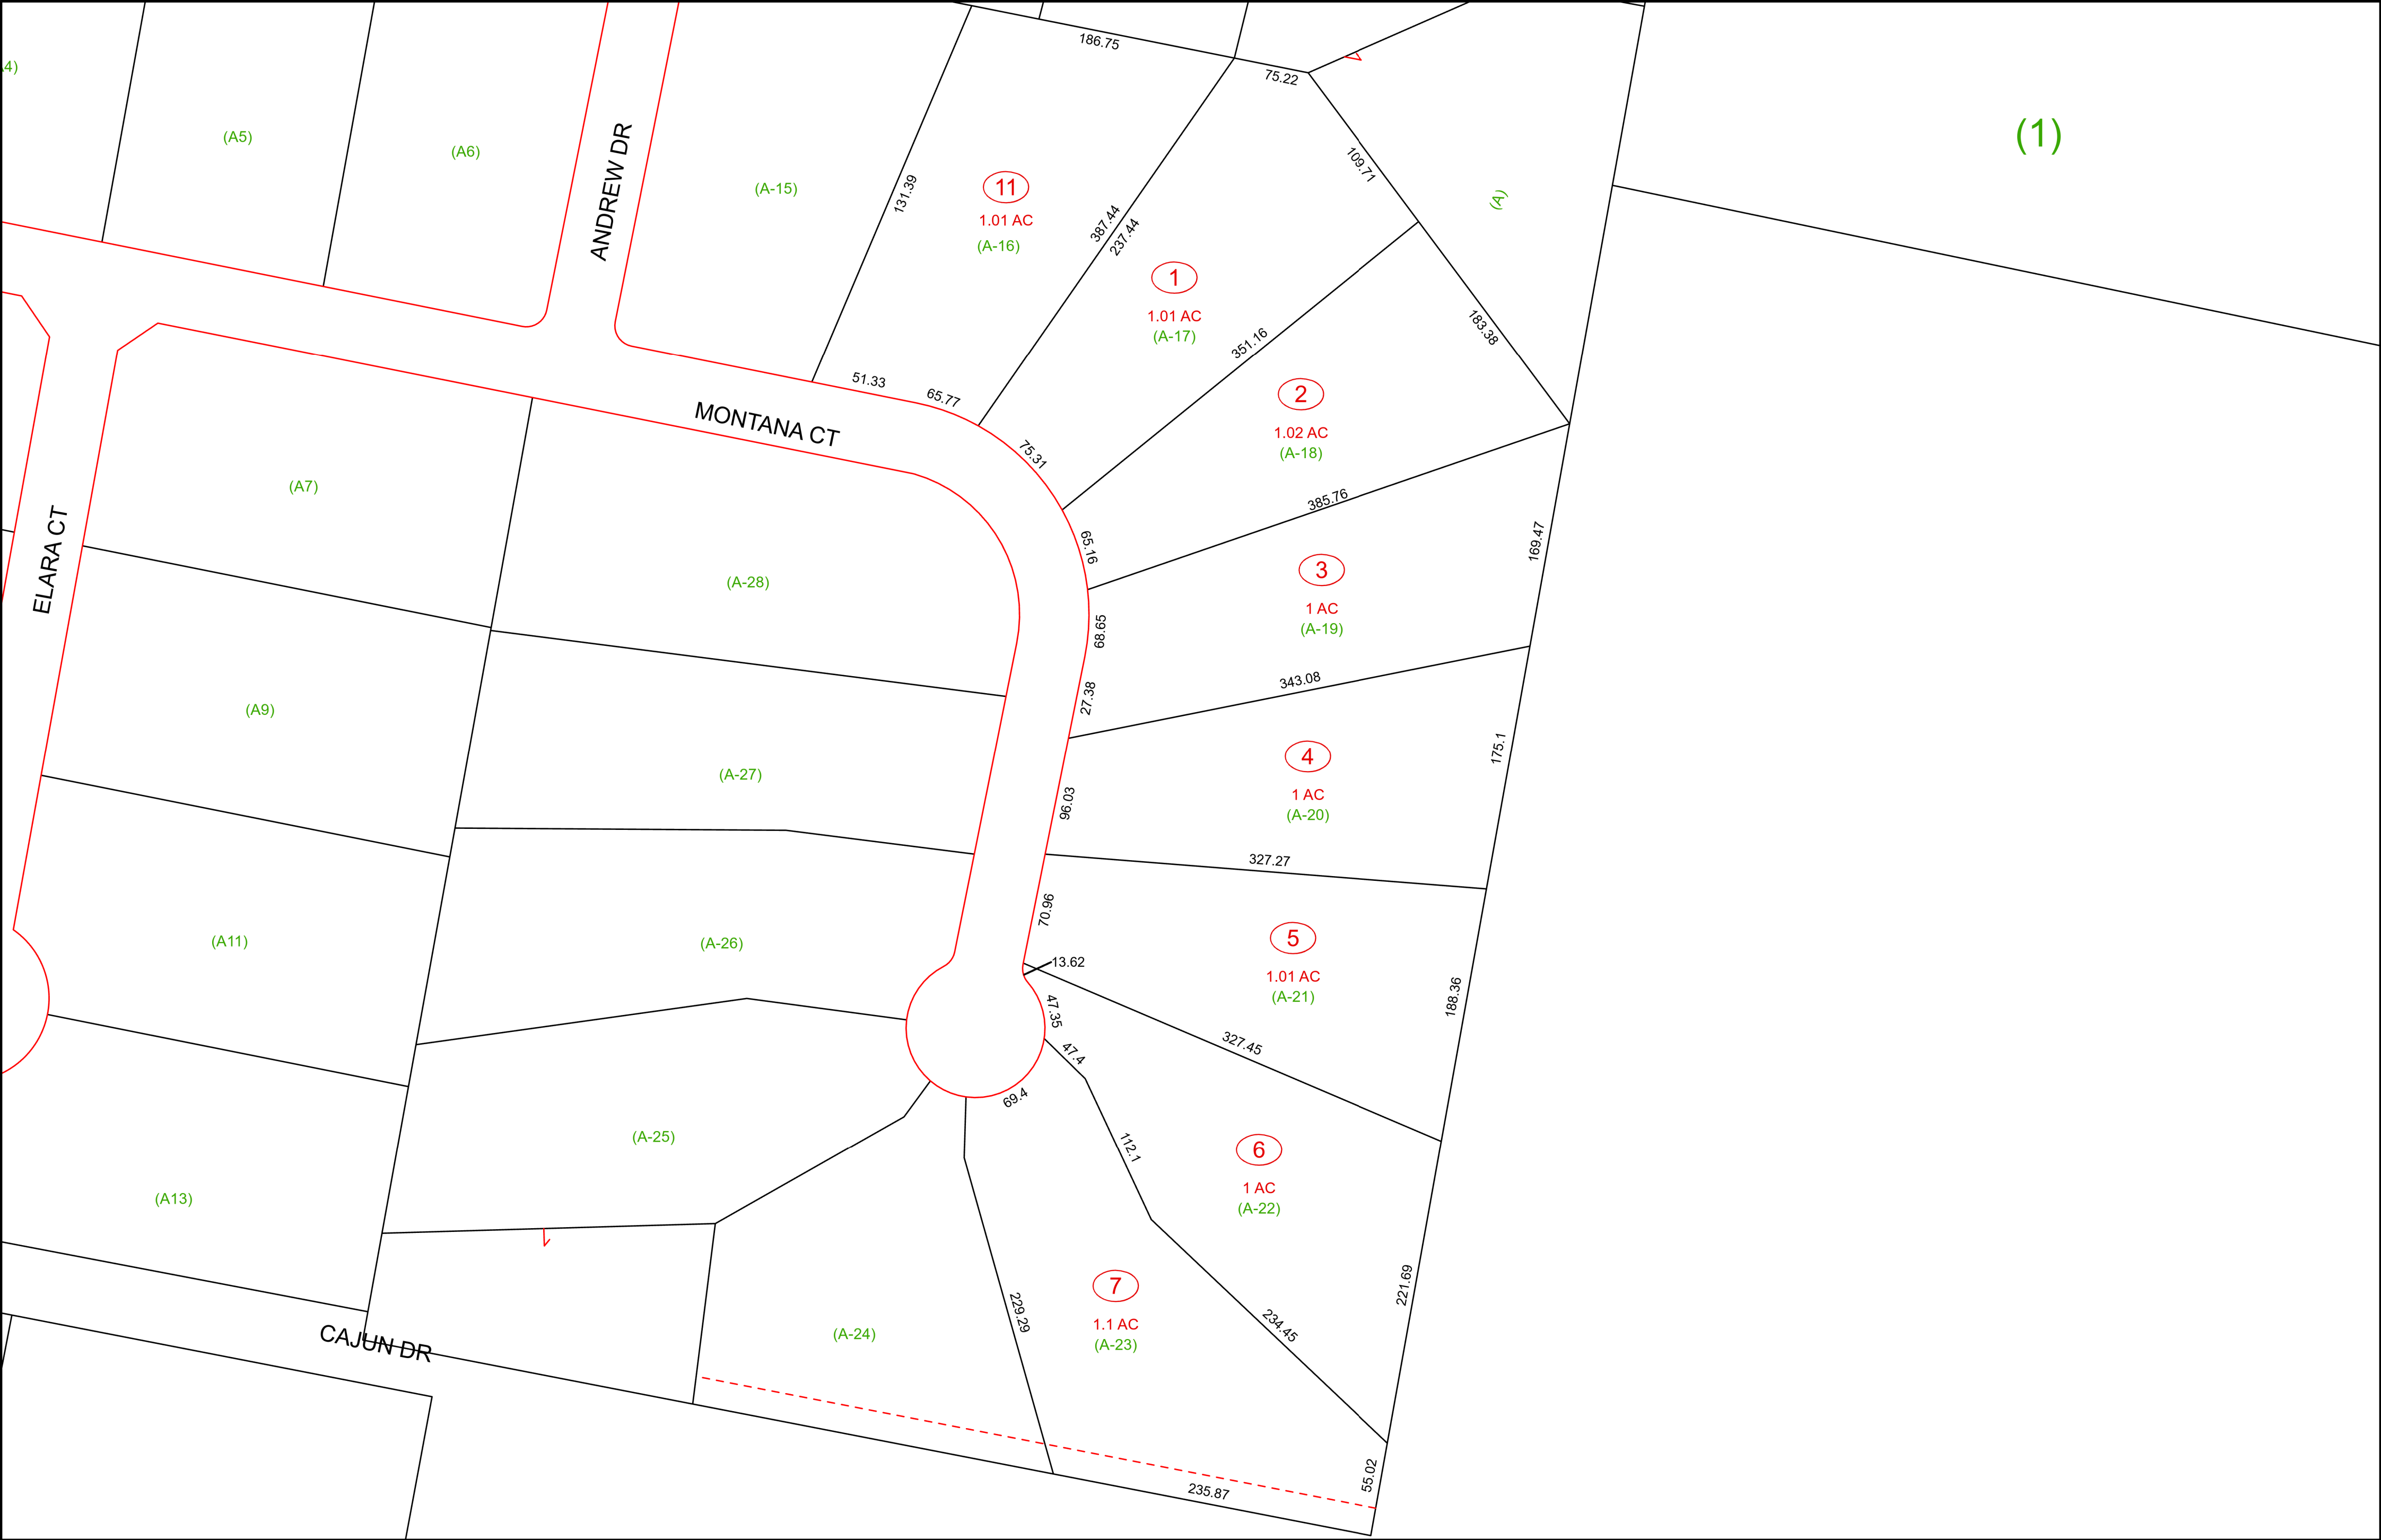 186.75
75.22
4)
(A5)
(A6)
ANDREW DR
(A-15)
131.39
11
1.01 AC
(A-16)
387.44
237.44
109.71
(A)
(1)
1
1.01 AC
(A-17)
351.16
183.38
51.33
65.77
MONTANA CT
75.31
2
1.02 AC
(A-18)
385.76
(A7)
ELARA CT
(A-28)
65.16
3
1 AC
(A-19)
169.47
68.65
343.08
27.38
(A9)
(A-27)
4
1 AC
(A-20)
175.1
96.03
327.27
70.96
(A11)
(A-26)
5
1.01 AC
(A-21)
13.62
188.36
47.35
327.45
47.4
69.4
(A-25)
112.1
6
1 AC
(A-22)
(A13)
7
1.1 AC
(A-23)
221.69
229.29
234.45
(A-24)
CAJUN DR
55.02
235.87